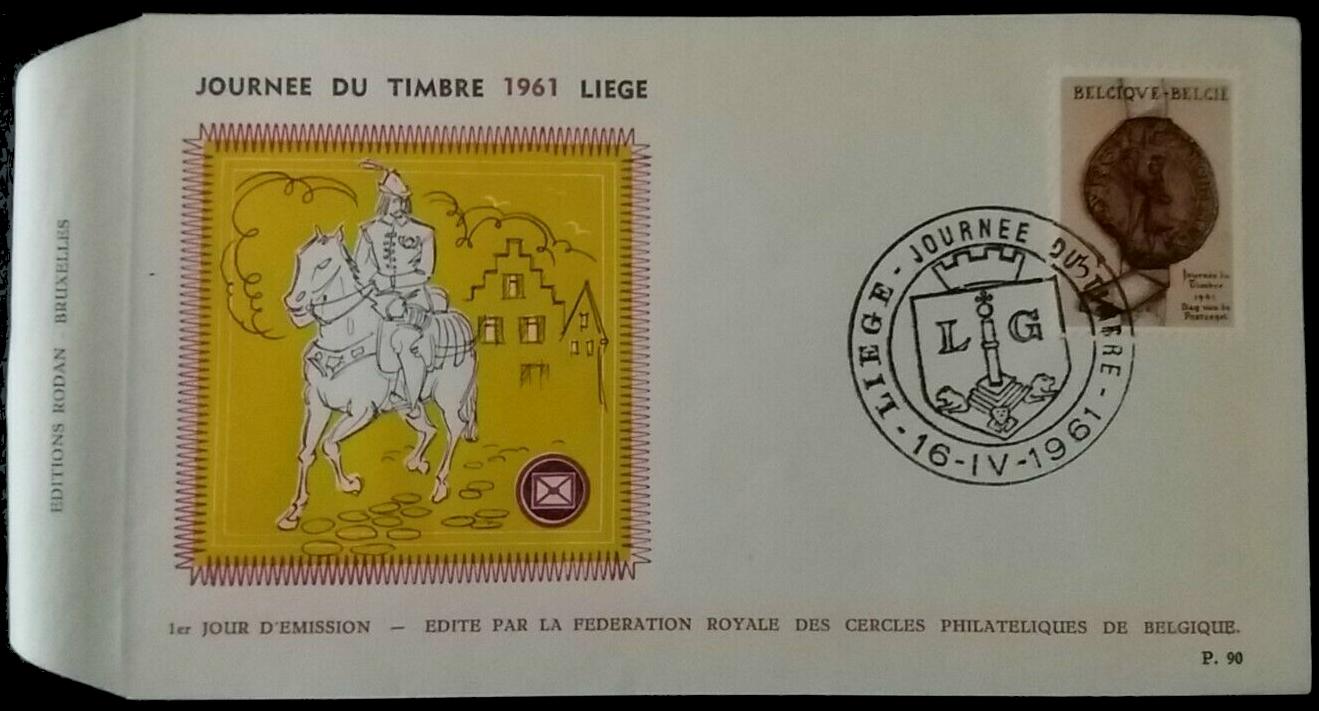 JOURNEE DU TIMBRE 1961 LIEGE
BELGIQVE-BELGIE
Journée du
Timbre
1961
Dag van de
Postzegel
LIEGE - JOURNEE DU TIMBRE -
16-IV-1961
L G
EDITIONS RODAN BRUXELLES
1er JOUR D'EMISSION — EDITE PAR LA FEDERATION ROYALE DES CERCLES PHILATELIQUES DE BELGIQUE.
P. 90